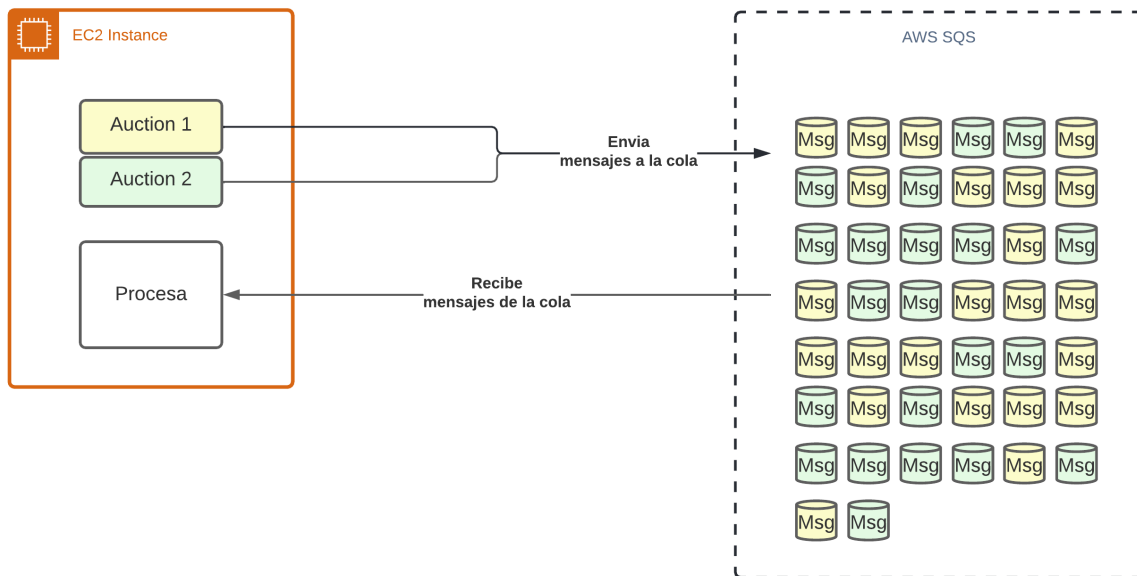 EC2 Instance
AWS SQS
Auction 1
Auction 2
Envia
mensajes a la cola
Procesa
Recibe
mensajes de la cola
Msg Msg Msg Msg Msg Msg
Msg Msg Msg Msg Msg Msg
Msg Msg Msg Msg Msg Msg
Msg Msg Msg Msg Msg Msg
Msg Msg Msg Msg Msg Msg
Msg Msg Msg Msg Msg Msg
Msg Msg Msg Msg Msg Msg
Msg Msg